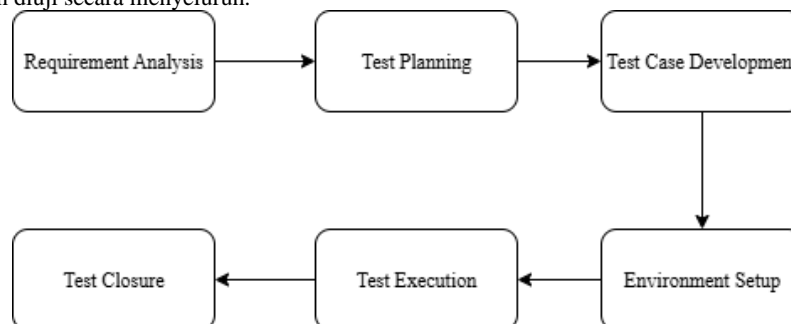 diuji secara menyeluruh.
Requirement Analysis
Test Planning
Test Case Developmen
Environment Setup
Test Execution
Test Closure